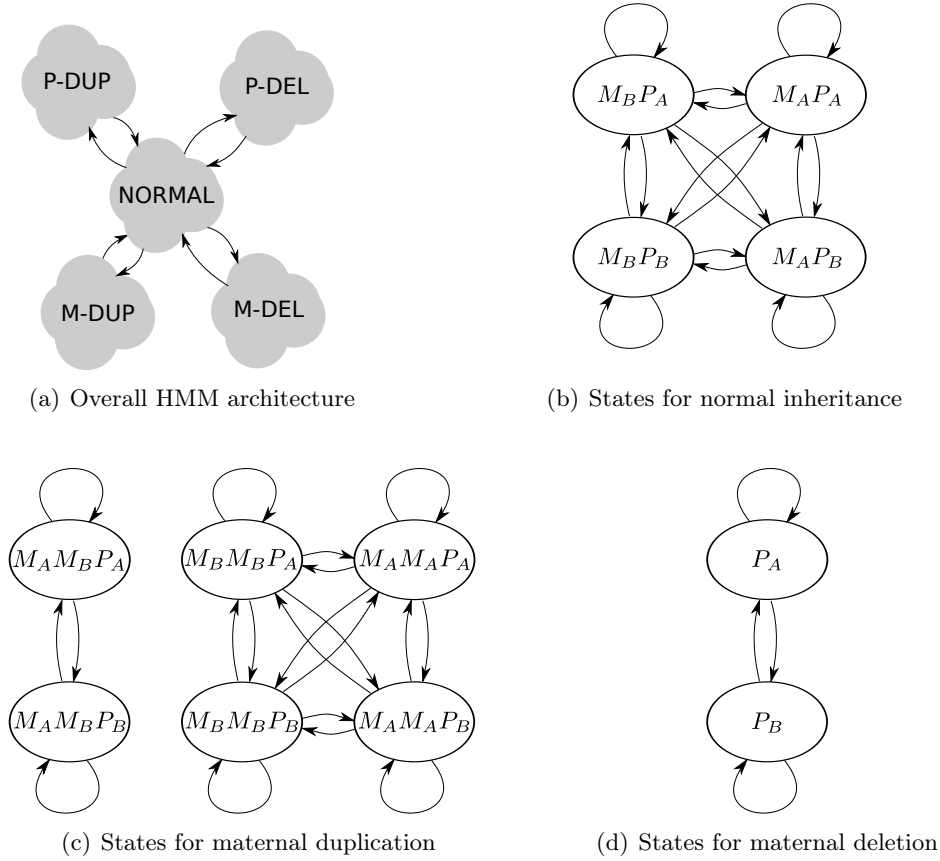 P-DUP
P-DEL
NORMAL
M-DUP
M-DEL
(a) Overall HMM architecture
M_B P_A
M_A P_A
M_B P_B
M_A P_B
(b) States for normal inheritance
M_A M_B P_A
M_B M_B P_A
M_A M_A P_A
M_A M_B P_B
M_B M_B P_B
M_A M_A P_B
(c) States for maternal duplication
P_A
P_B
(d) States for maternal deletion